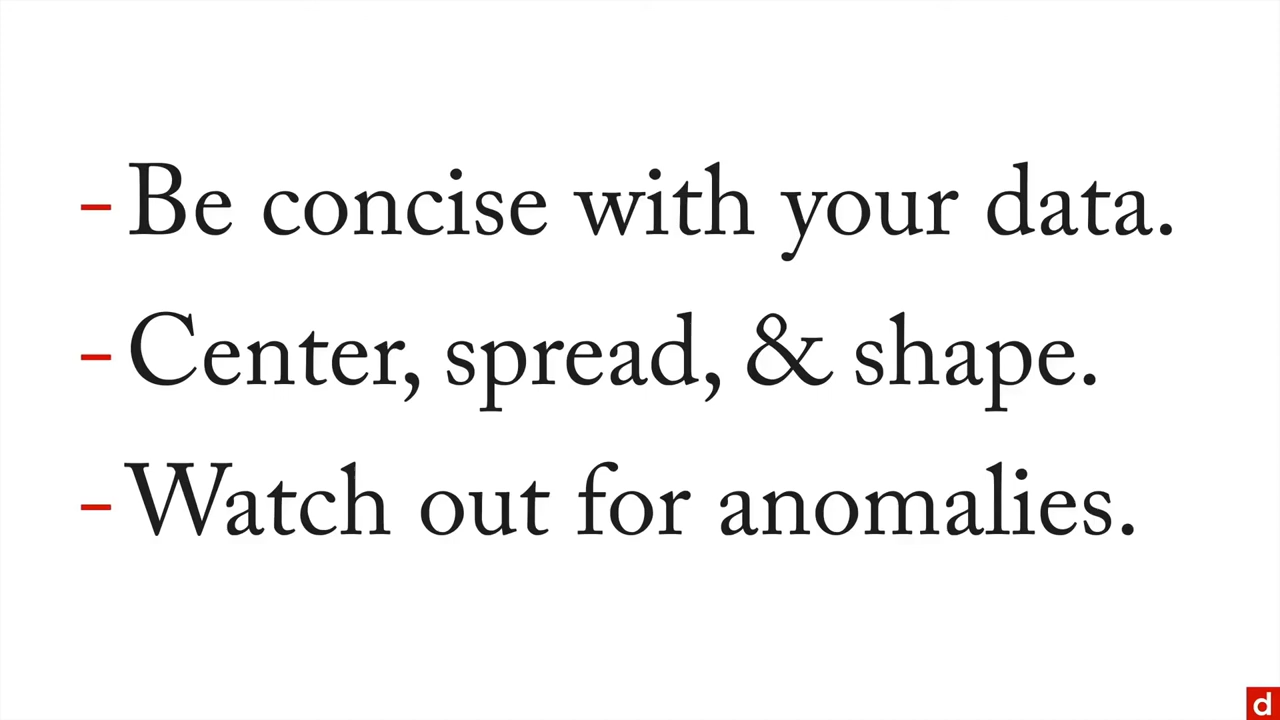 - Be concise with your data.
- Center, spread, & shape.
- Watch out for anomalies.
d